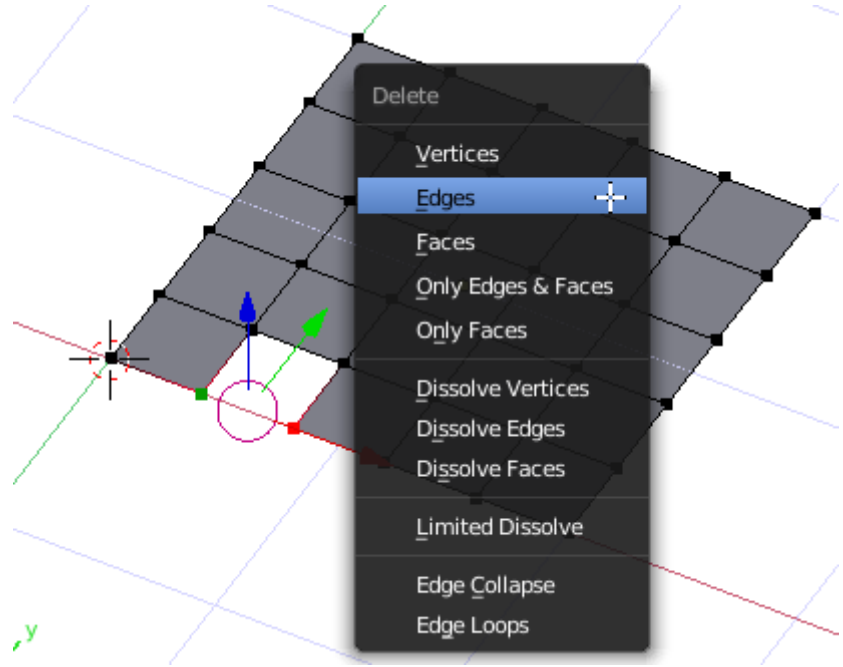 Delete
Vertices
Edges
Faces
Only Edges & Faces
Only Faces
Dissolve Vertices
Dissolve Edges
Dissolve Faces
Limited Dissolve
Edge Collapse
Edge Loops
y